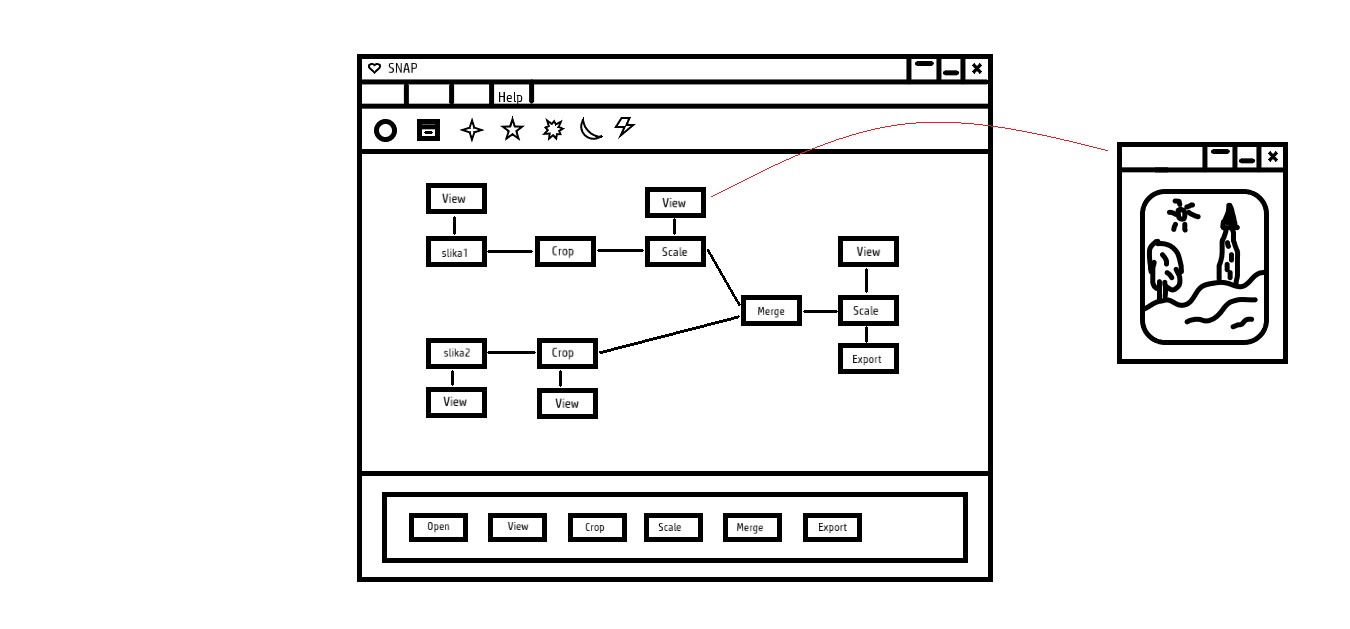 SNAP
Help
View
View
slika1
Crop
Scale
View
Merge
Scale
Export
slika2
Crop
View
View
Open
View
Crop
Scale
Merge
Export